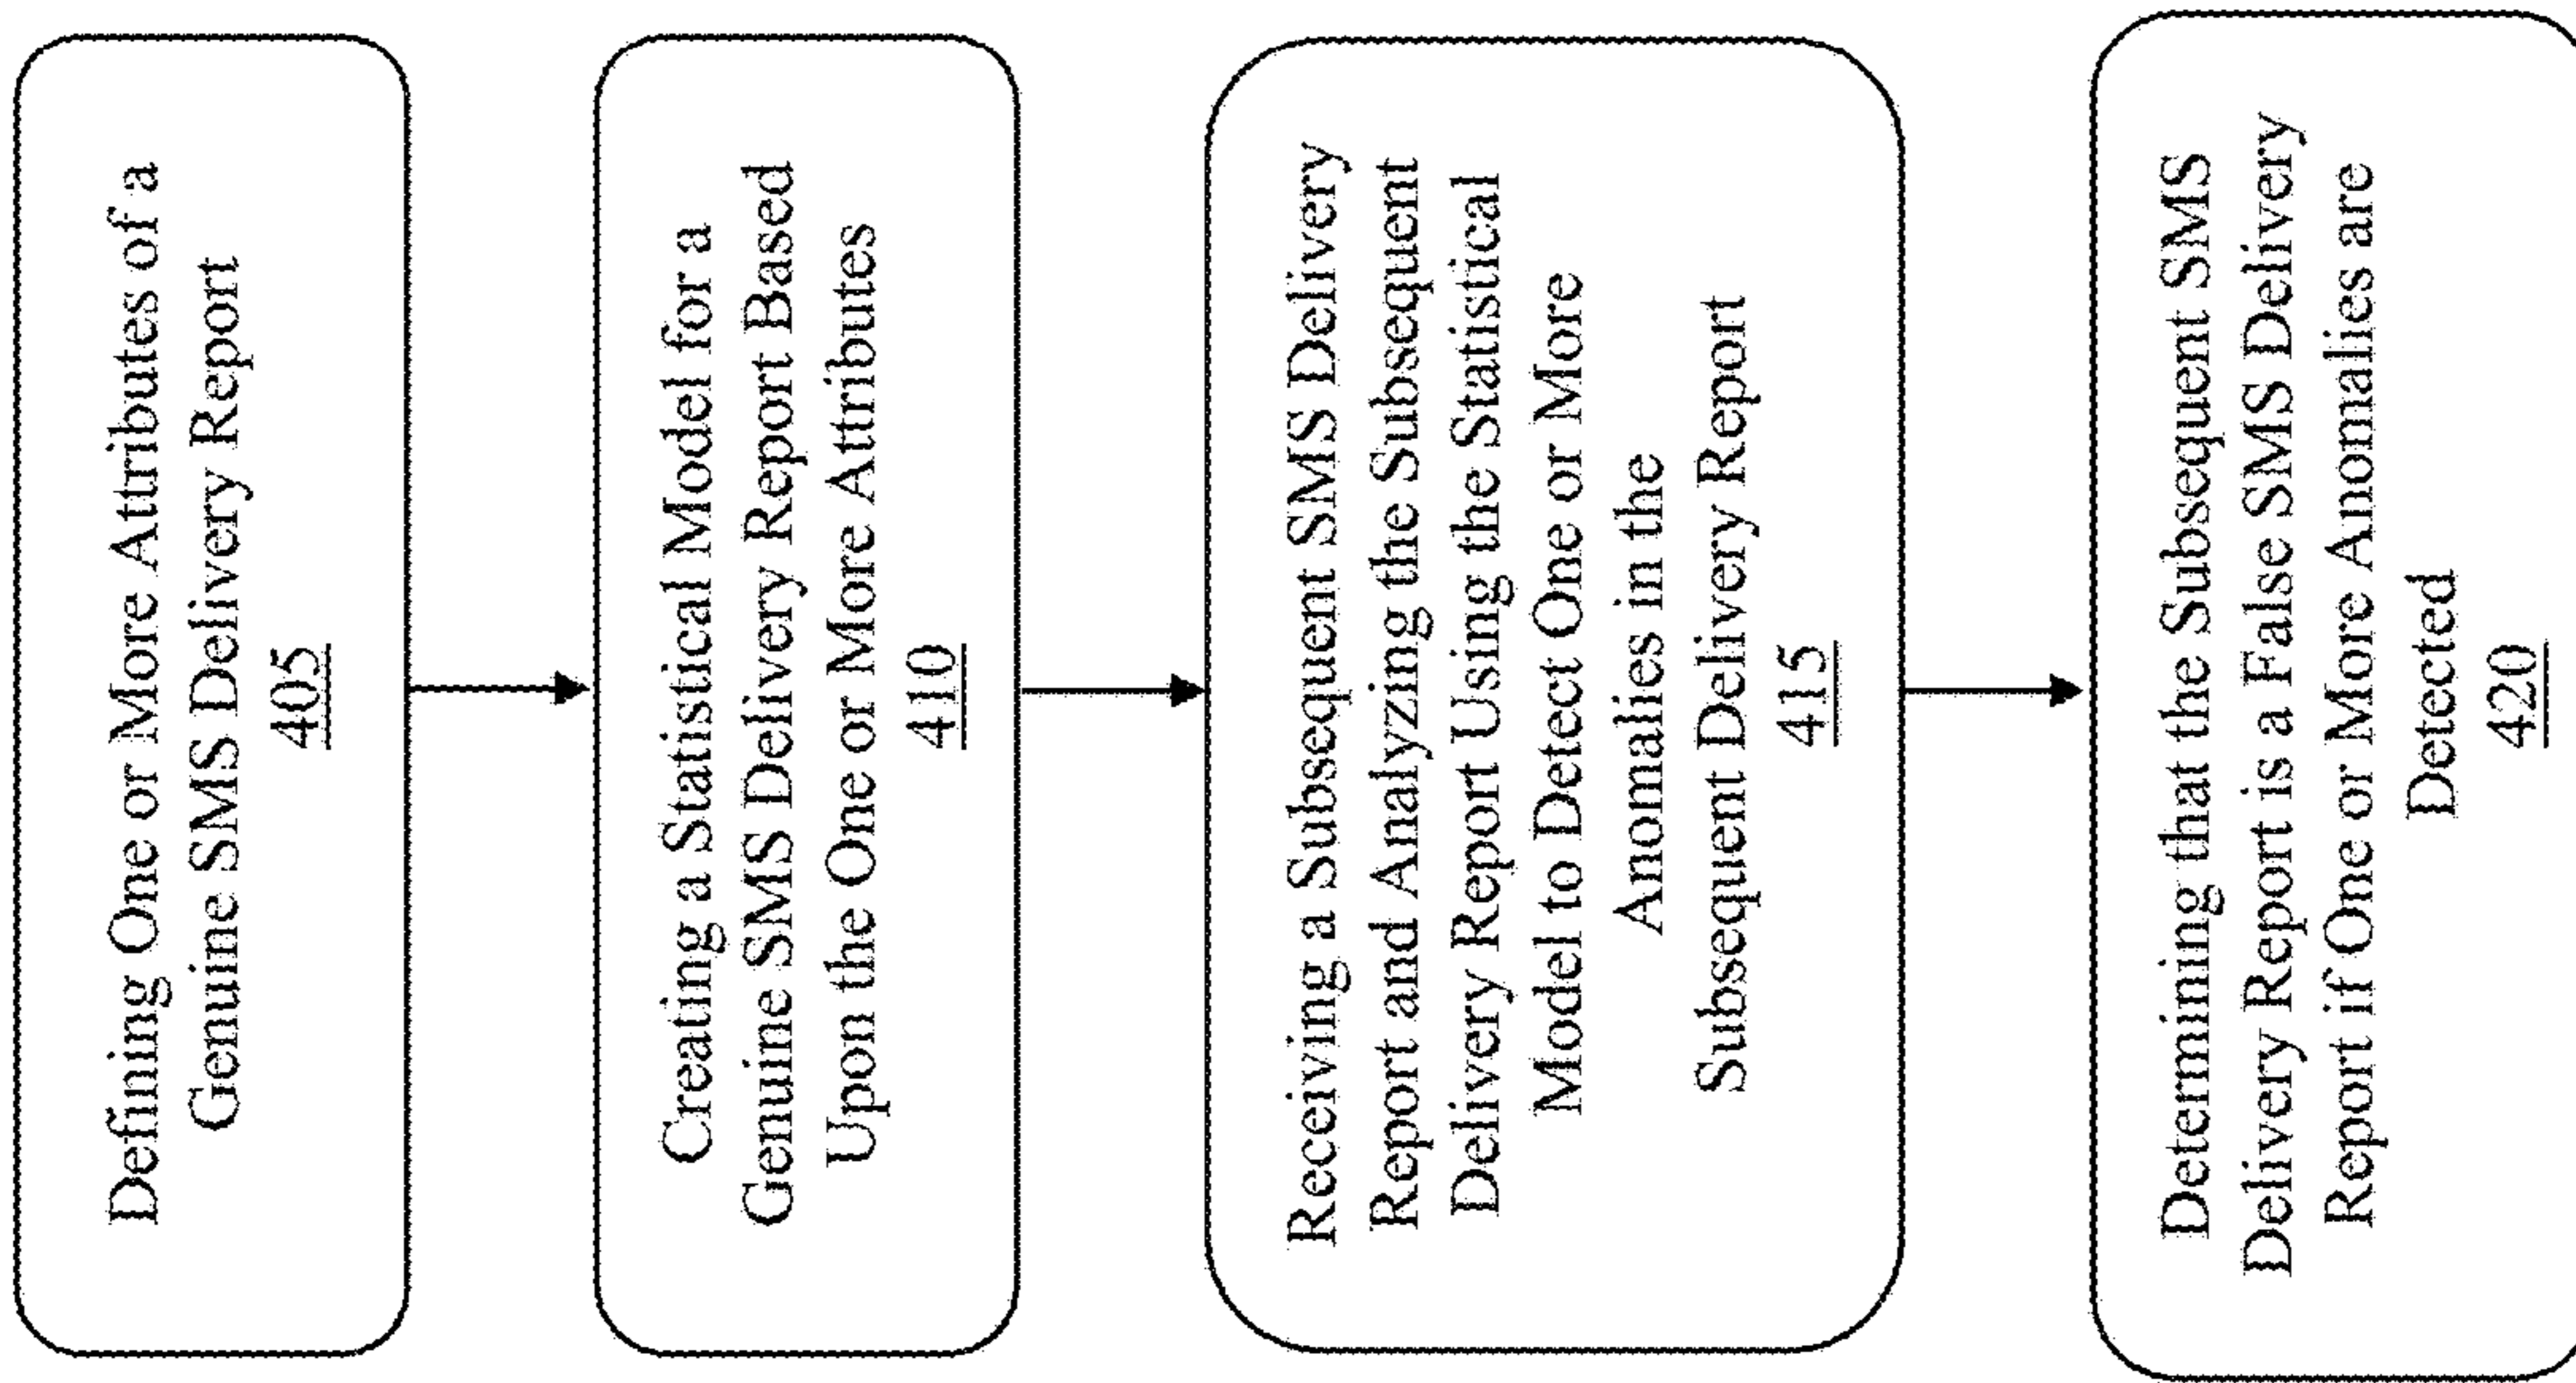 Defining One or More Attributes of a
Genuine SMS Delivery Report
405
Creating a Statistical Model for a
Genuine SMS Delivery Report Based
Upon the One or More Attributes
410
Receiving a Subsequent SMS Delivery
Report and Analyzing the Subsequent
Delivery Report Using the Statistical
Model to Detect One or More
Anomalies in the
Subsequent Delivery Report
415
Determining that the Subsequent SMS
Delivery Report is a False SMS Delivery
Report if One or More Anomalies are
Detected
420